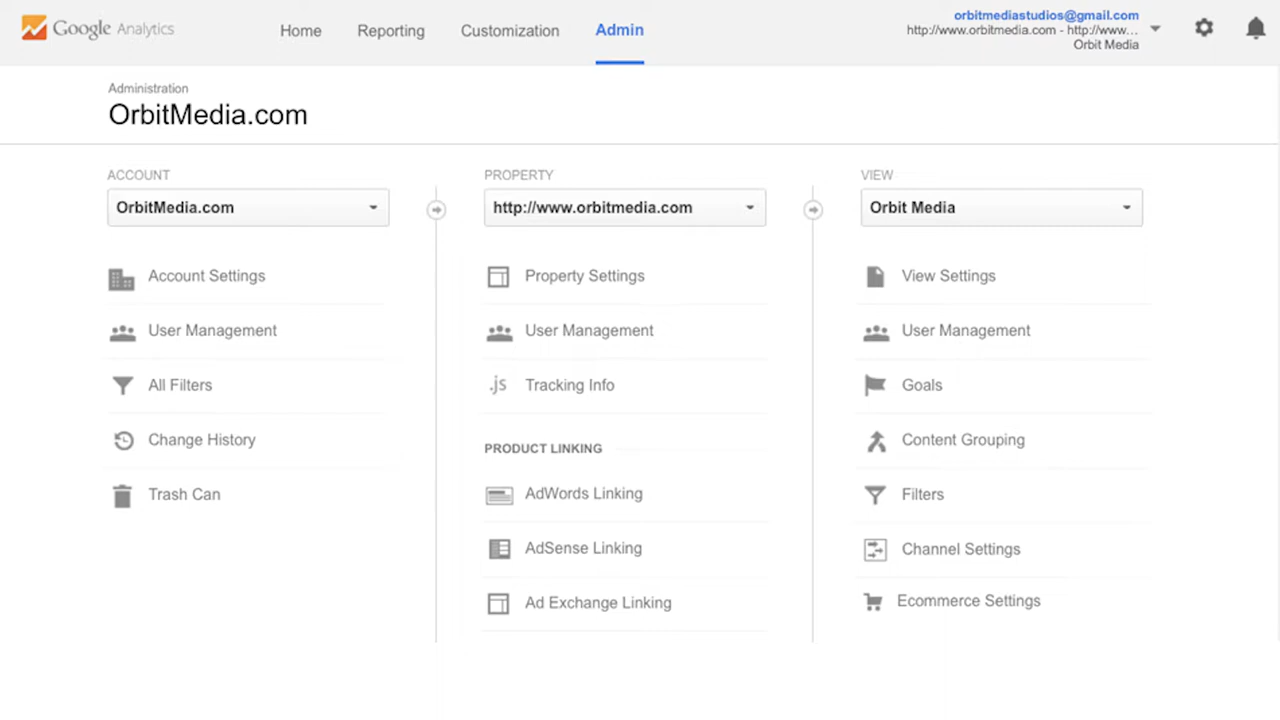 Google Analytics
Home
Reporting
Customization
Admin
orbitmediastudios@gmail.com
http://www.orbitmedia.com - http://www...
Orbit Media
Administration
OrbitMedia.com
ACCOUNT
OrbitMedia.com
Account Settings
User Management
All Filters
Change History
Trash Can
PROPERTY
http://www.orbitmedia.com
Property Settings
User Management
.js Tracking Info
PRODUCT LINKING
AdWords Linking
AdSense Linking
Ad Exchange Linking
VIEW
Orbit Media
View Settings
User Management
Goals
Content Grouping
Filters
Channel Settings
Ecommerce Settings